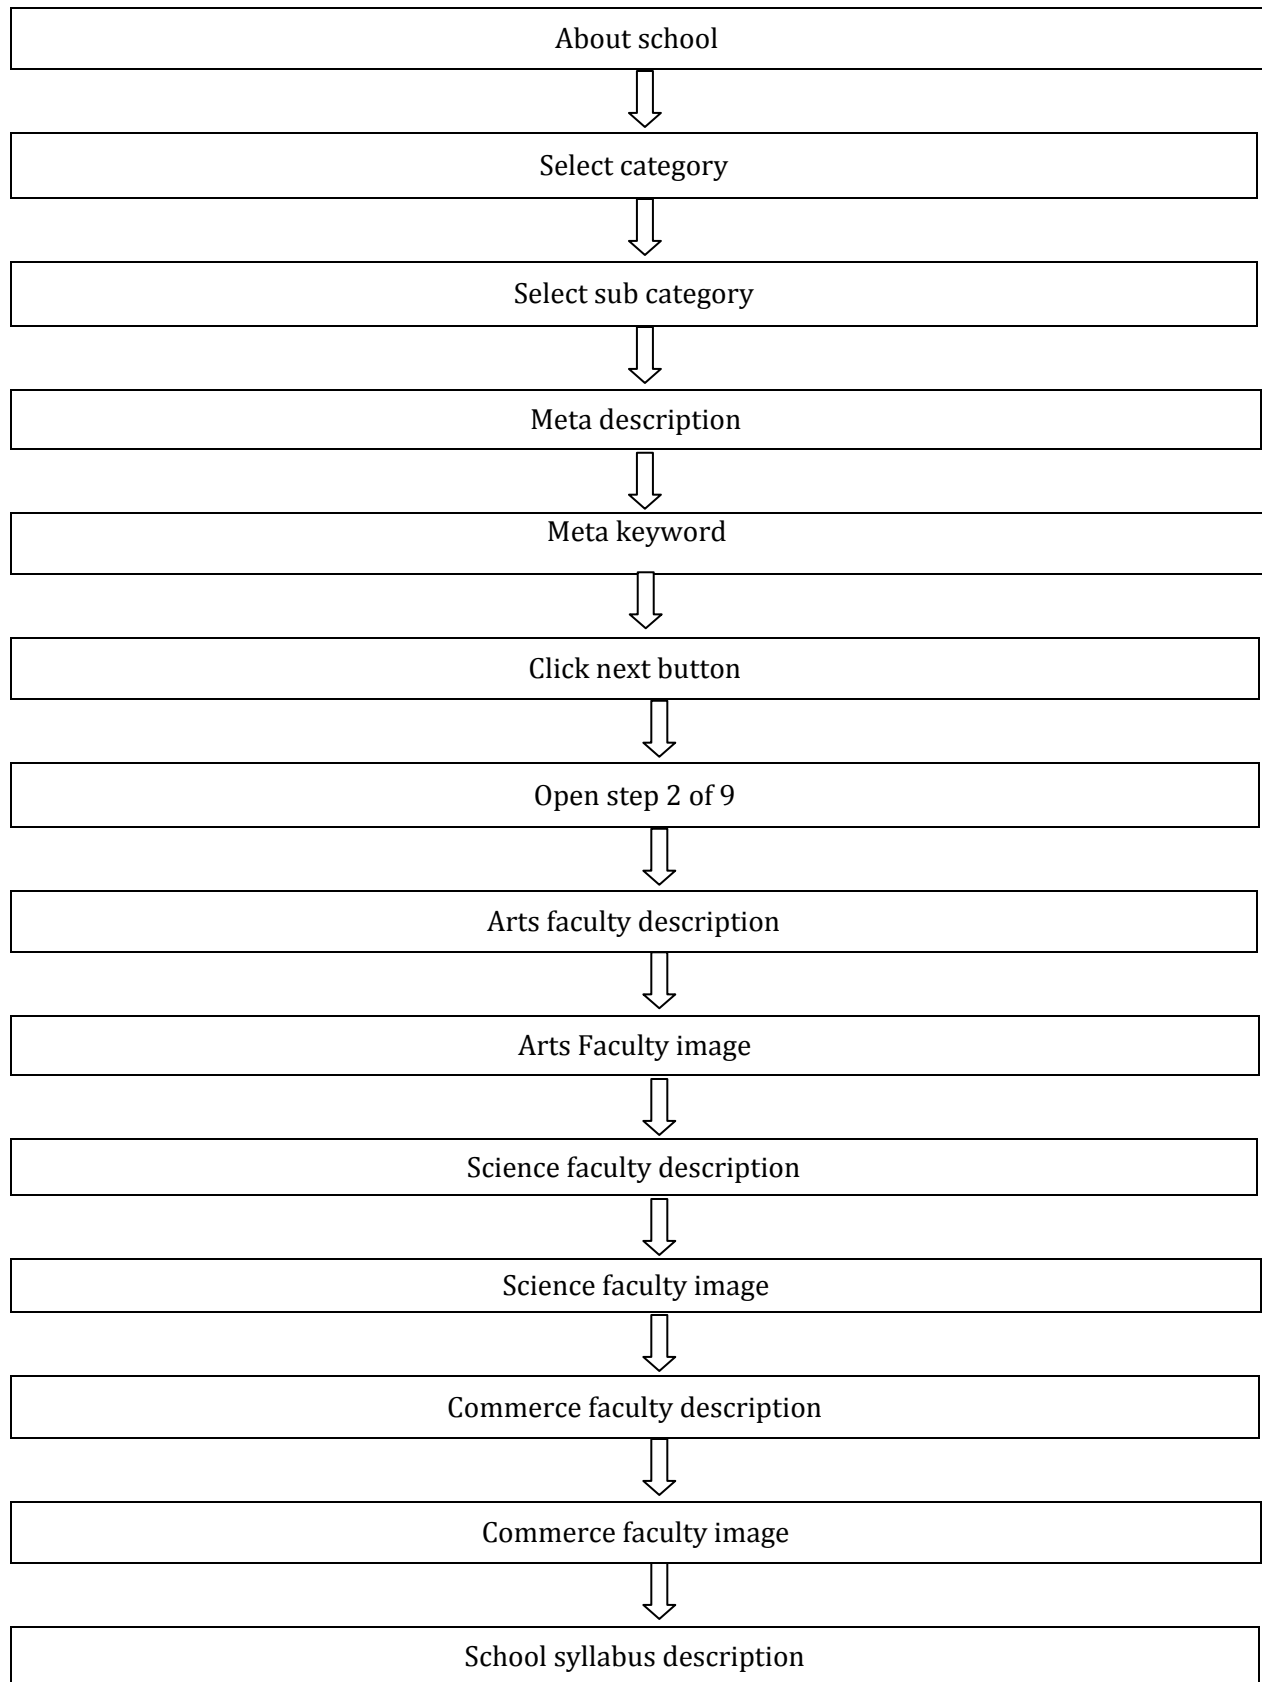 About school
Select category
Select sub category
Meta description
Meta keyword
Click next button
Open step 2 of 9
Arts faculty description
Arts Faculty image
Science faculty description
Science faculty image
Commerce faculty description
Commerce faculty image
School syllabus description